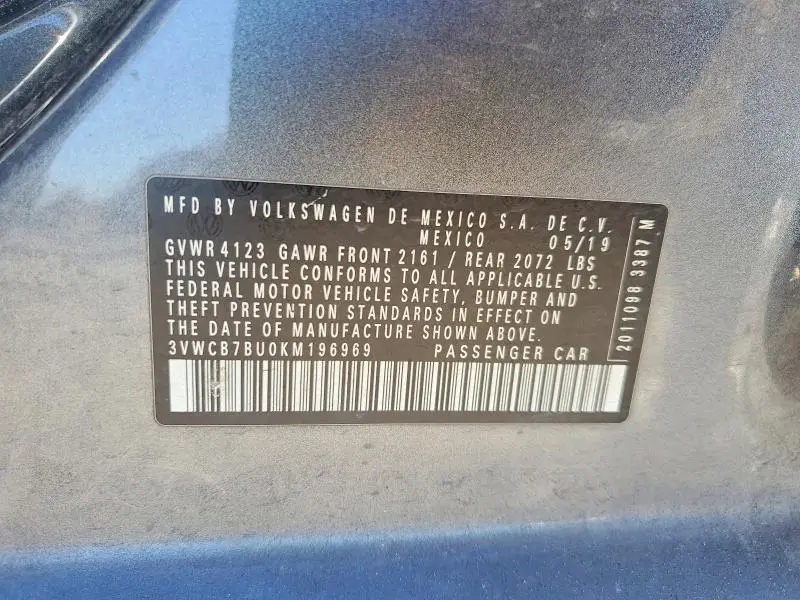 MFD BY VOLKSWAGEN DE MEXICO S.A. DE C.V.
MEXICO 05/19
GVWR 4123 GAWR FRONT 2161 / REAR 2072 LBS
THIS VEHICLE CONFORMS TO ALL APPLICABLE U.S.
FEDERAL MOTOR VEHICLE SAFETY, BUMPER AND
THEFT PREVENTION STANDARDS IN EFFECT ON
THE DATE OF MANUFACTURE SHOWN ABOVE.
3VWCB7BU0KM196969 PASSENGER CAR
2011098 3387 M